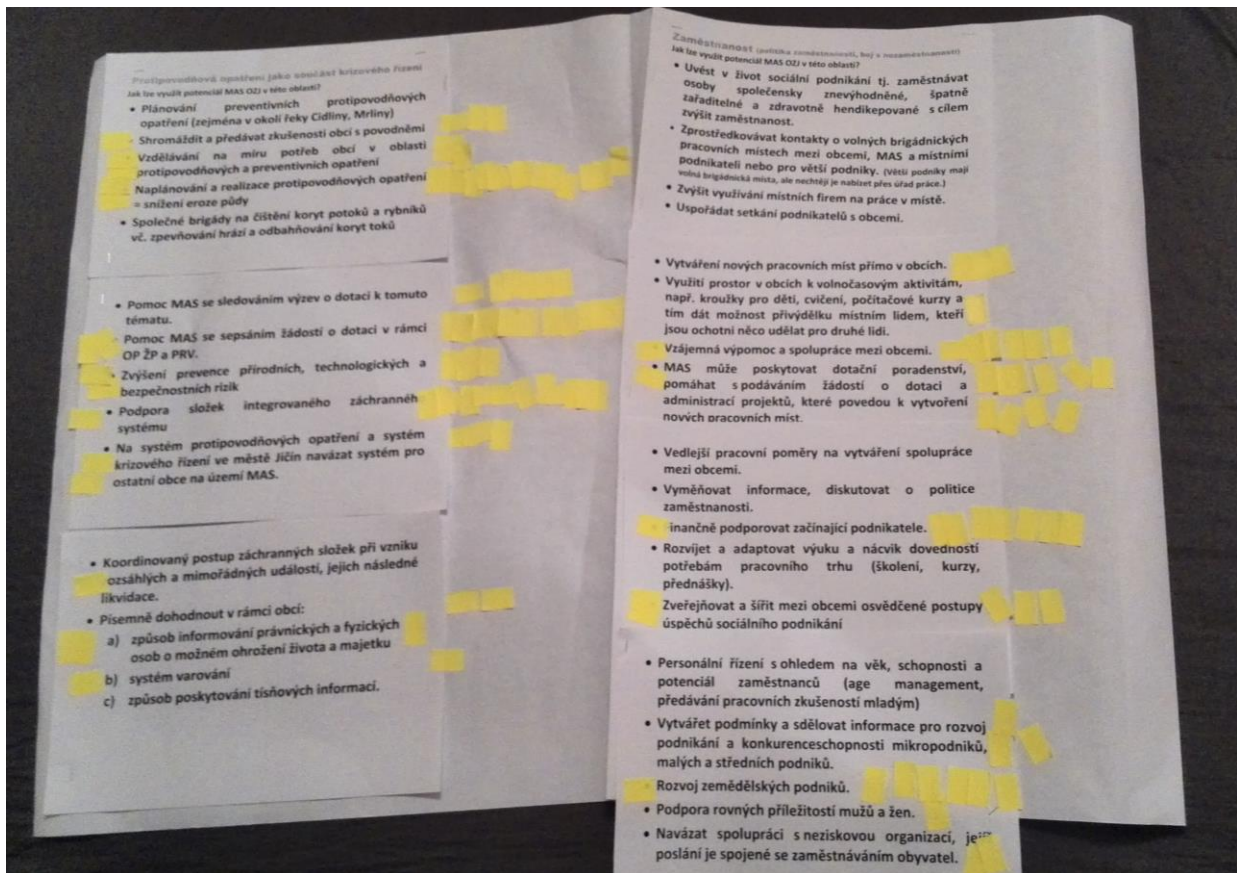 Protipovodňová opatření jako součást krizového řízení
Jak lze využít potenciál MAS OZJ v této oblasti?
• Plánování preventivních protipovodňových
opatření (zejména v okolí řeky Cidliny, Mrliny)
Shromáždit a předávat zkušenosti obcí s povodněmi
Vzdělávání na míru potřeb obcí v oblasti
protipovodňových a preventivních opatření
Naplánování a realizace protipovodňových opatření
= snížení eroze půdy
• Společné brigády na čištění koryt potoků a rybníků
vč. zpevňování hrází a odbahňování koryt toků
• Pomoc MAS se sledováním výzev o dotaci k tomuto
tématu.
Pomoc MAS se sepsáním žádostí o dotaci v rámci
OP ŽP a PRV.
Zvýšení prevence přírodních, technologických a
bezpečnostních rizik
• Podpora složek integrovaného záchranného
systému
• Na systém protipovodňových opatření a systém
krizového řízení ve městě Jičín navázat systém pro
ostatní obce na území MAS.
• Koordinovaný postup záchranných složek při vzniku
ozsáhlých a mimořádných událostí, jejich následné
likvidace.
• Písemně dohodnout v rámci obcí:
a) způsob informování právnických a fyzických
osob o možném ohrožení života a majetku
b) systém varování
c) způsob poskytování tísňových informací.
Zaměstnanost (politika zaměstnanosti, boj s nezaměstnaností)
Jak lze využít potenciál MAS OZJ v této oblasti?
• Uvést v život sociální podnikání tj. zaměstnávat
osoby společensky znevýhodněné, špatně
zařaditelné a zdravotně hendikepované s cílem
zvýšit zaměstnanost.
• Zprostředkovávat kontakty o volných brigádnických
pracovních místech mezi obcemi, MAS a místními
podnikateli nebo pro větší podniky. (Větší podniky mají
volná brigádnická místa, ale nechtějí je nabízet přes úřad práce.)
• Zvýšit využívání místních firem na práce v místě.
• Uspořádat setkání podnikatelů s obcemi.
• Vytváření nových pracovních míst přímo v obcích.
• Využití prostor v obcích k volnočasovým aktivitám,
např. kroužky pro děti, cvičení, počítačové kurzy a
tím dát možnost přivýdělku místním lidem, kteří
jsou ochotní něco udělat pro druhé lidi.
Vzájemná výpomoc a spolupráce mezi obcemi.
• MAS může poskytovat dotační poradenství,
pomáhat s podáváním žádostí o dotaci a
administrací projektů, které povedou k vytvoření
nových pracovních míst.
• Vedlejší pracovní poměry na vytváření spolupráce
mezi obcemi.
• Vyměňovat informace, diskutovat o politice
zaměstnanosti.
inančně podporovat začínající podnikatele.
• Rozvíjet a adaptovat výuku a nácvik dovedností
potřebám pracovního trhu (školení, kurzy,
přednášky).
Zveřejňovat a šířit mezi obcemi osvědčené postupy
úspěchů sociálního podnikání
• Personální řízení s ohledem na věk, schopnosti a
potenciál zaměstnanců (age management,
předávání pracovních zkušeností mladým)
• Vytvářet podmínky a sdělovat informace pro rozvoj
podnikání a konkurenceschopnosti mikropodniků,
malých a středních podniků.
Rozvoj zemědělských podniků.
• Podpora rovných příležitostí mužů a žen.
• Navázat spolupráci s neziskovou organizací, jejíž
poslání je spojené se zaměstnáváním obyvatel.